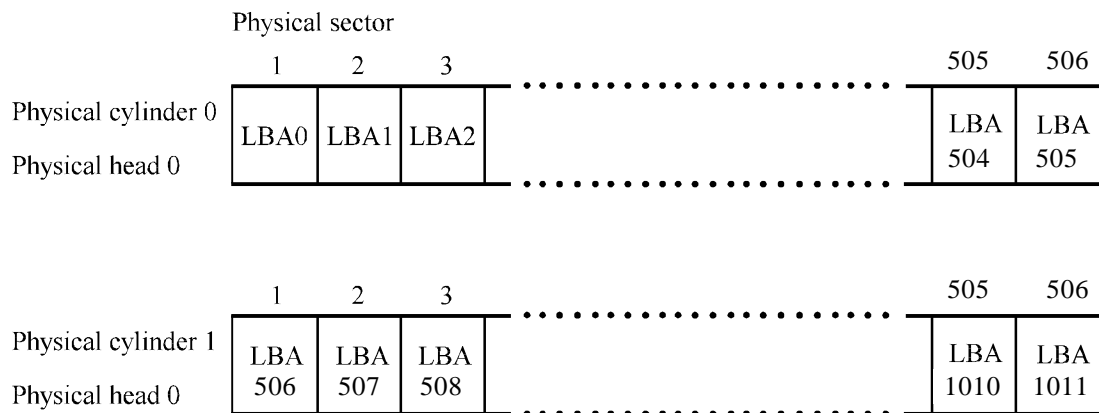 Physical sector
1 2 3 505 506
Physical cylinder 0
Physical head 0
LBA0 LBA1 LBA2 LBA 504 LBA 505
1 2 3 505 506
Physical cylinder 1
Physical head 0
LBA 506 LBA 507 LBA 508 LBA 1010 LBA 1011